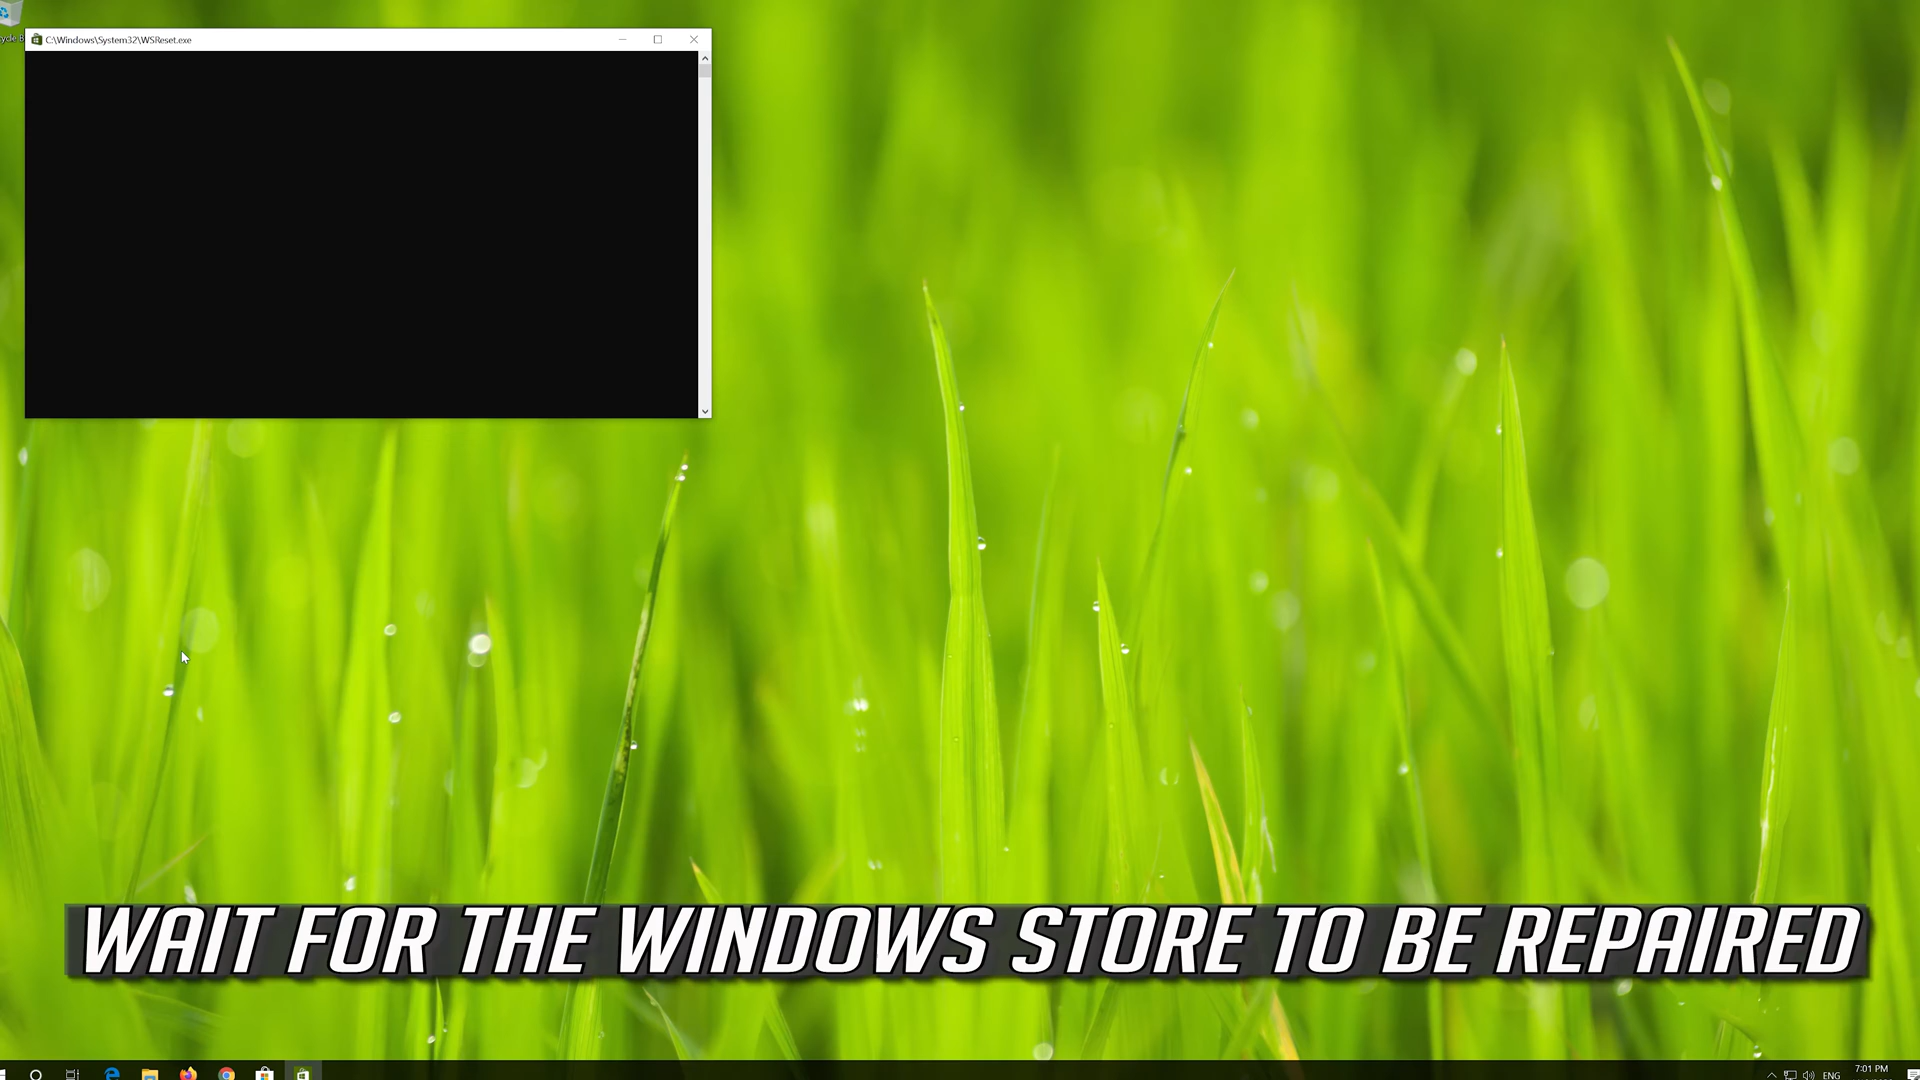 C:\Windows\System32\WSReset.exe
WAIT FOR THE WINDOWS STORE TO BE REPAIRED
ENG
7:01 PM